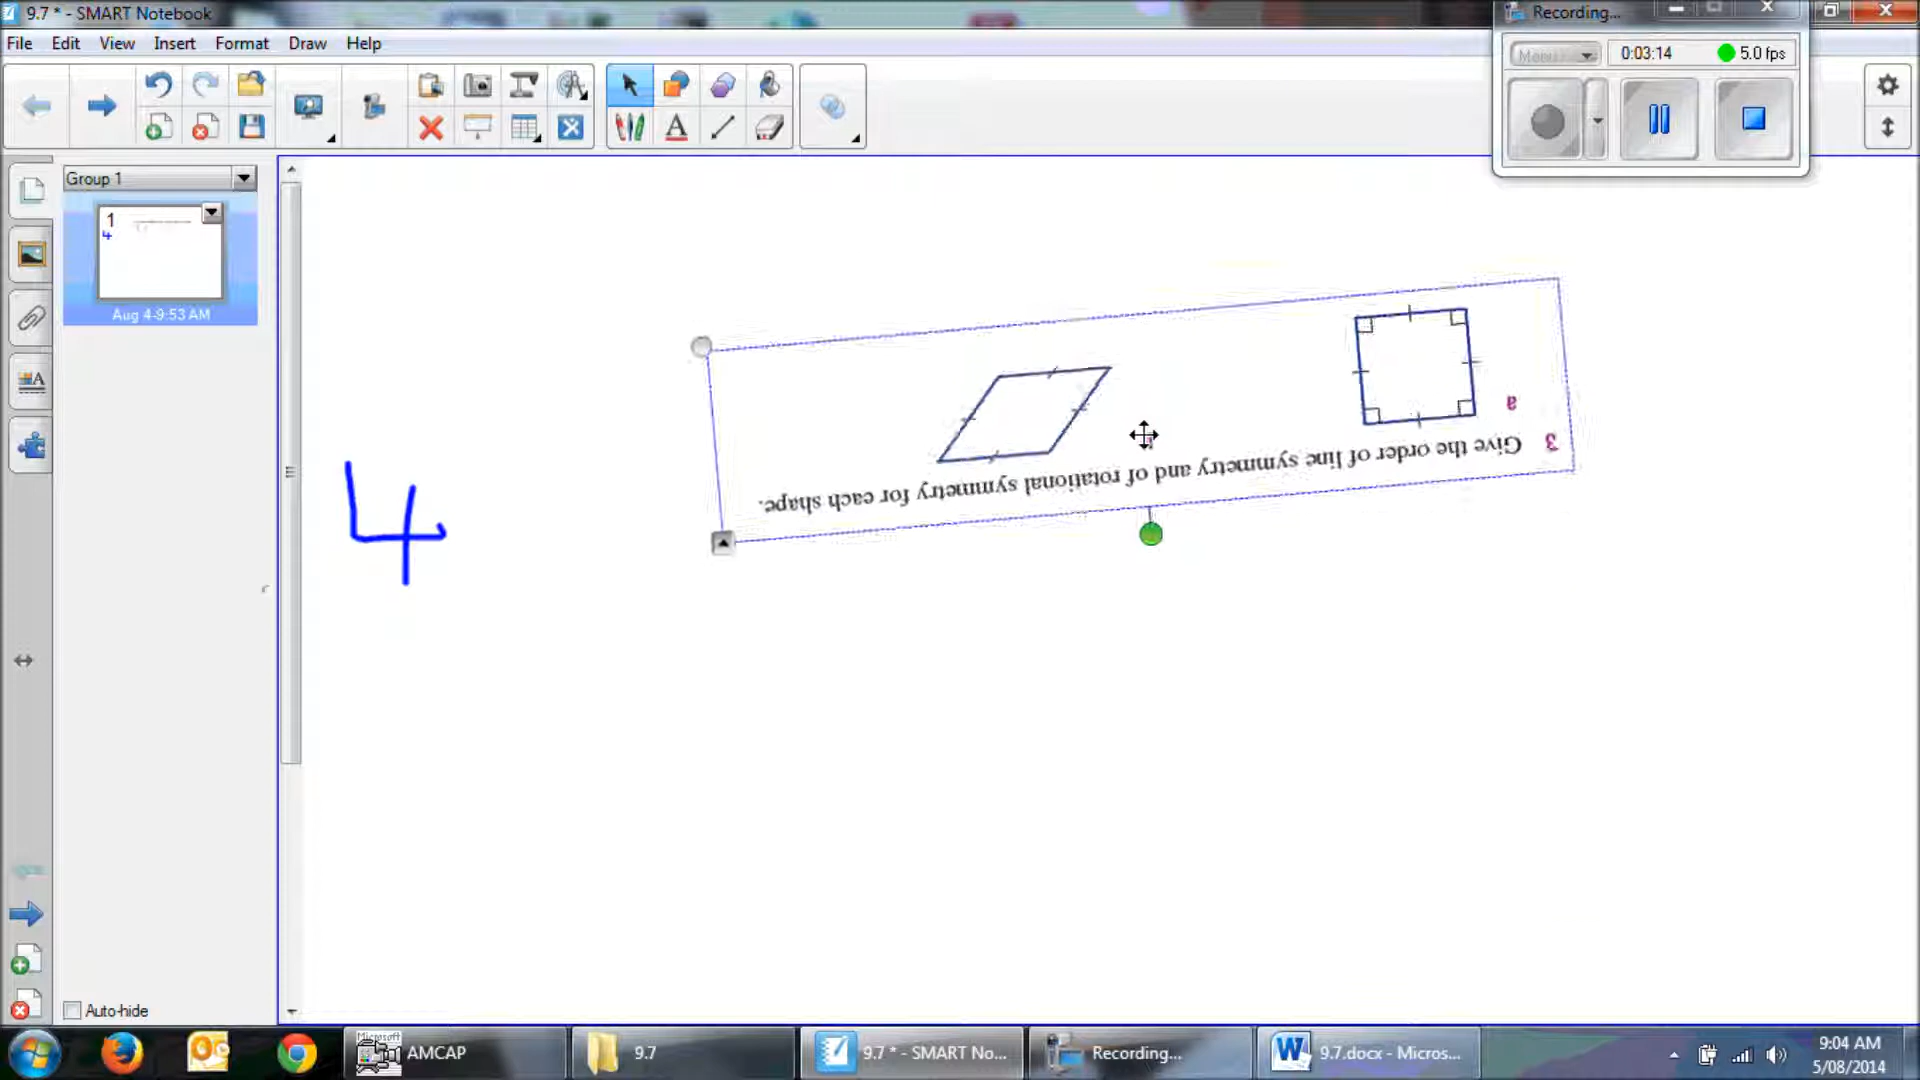 9.7 * - SMART Notebook
Recording...
File Edit View Insert Format Draw Help
0:03:14 5.0 fps
Group 1
1
4
Aug 4-9:53 AM
a
3 Give the order of line symmetry and of rotational symmetry for each shape.
4
Auto-hide
AMCAP
9.7
9.7 * - SMART No...
Recording...
9.7.docx - Micros...
9:04 AM
5/08/2014